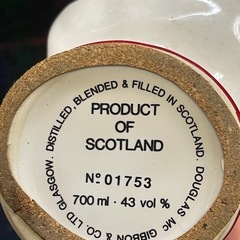 DISTILLED, BLENDED & FILLED IN SCOTLAND. DOUGLAS Mc GIBBON & CO. LTD GLASGOW.
PRODUCT
OF
SCOTLAND
Nº 01753
700 ml · 43 vol %